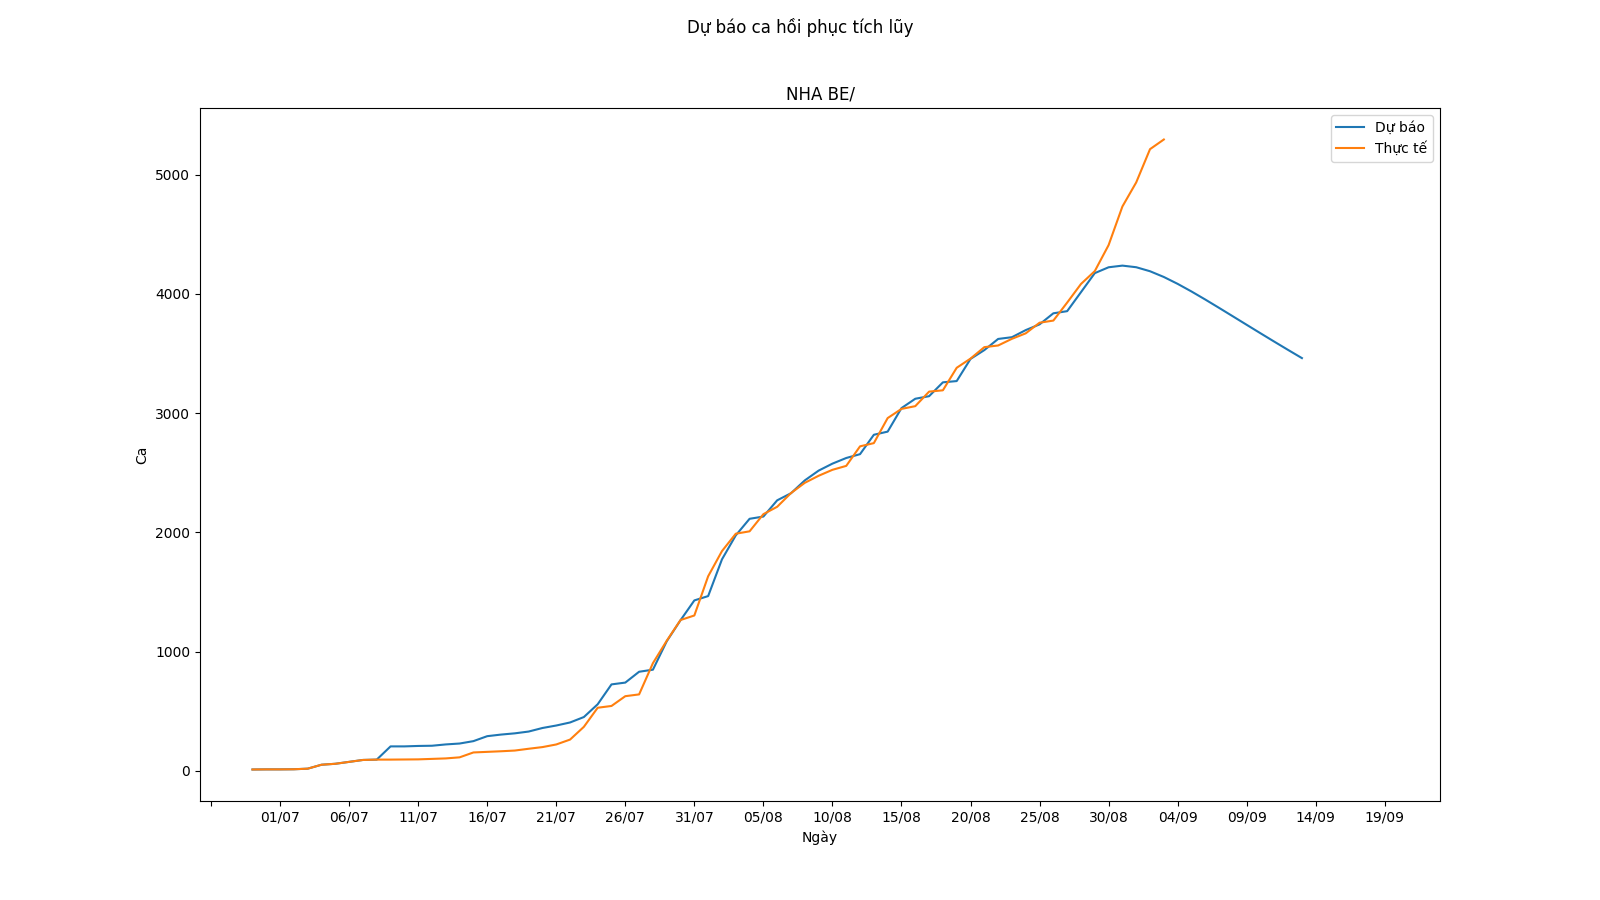 Dự báo ca hồi phục tích lũy
NHA BE/
Dự báo
Thực tế
5000
4000
3000
2000
1000
0
Ca
01/07 06/07 11/07 16/07 21/07 26/07 31/07 05/08 10/08 15/08 20/08 25/08 30/08 04/09 09/09 14/09 19/09
Ngày